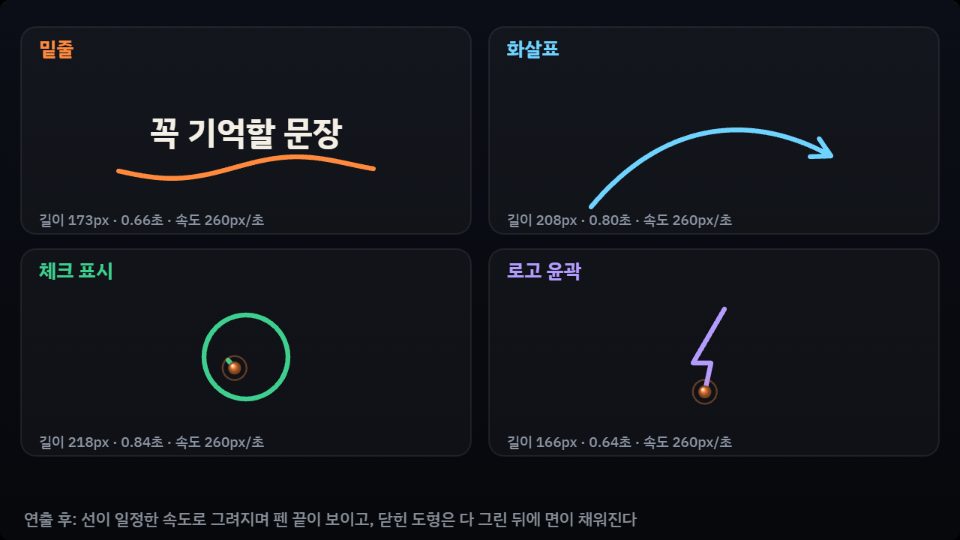 밑줄
꼭 기억할 문장
길이 173px · 0.66초 · 속도 260px/초
화살표
길이 208px · 0.80초 · 속도 260px/초
체크 표시
길이 218px · 0.84초 · 속도 260px/초
로고 윤곽
길이 166px · 0.64초 · 속도 260px/초
연출 후: 선이 일정한 속도로 그려지며 펜 끝이 보이고, 닫힌 도형은 다 그린 뒤에 면이 채워진다